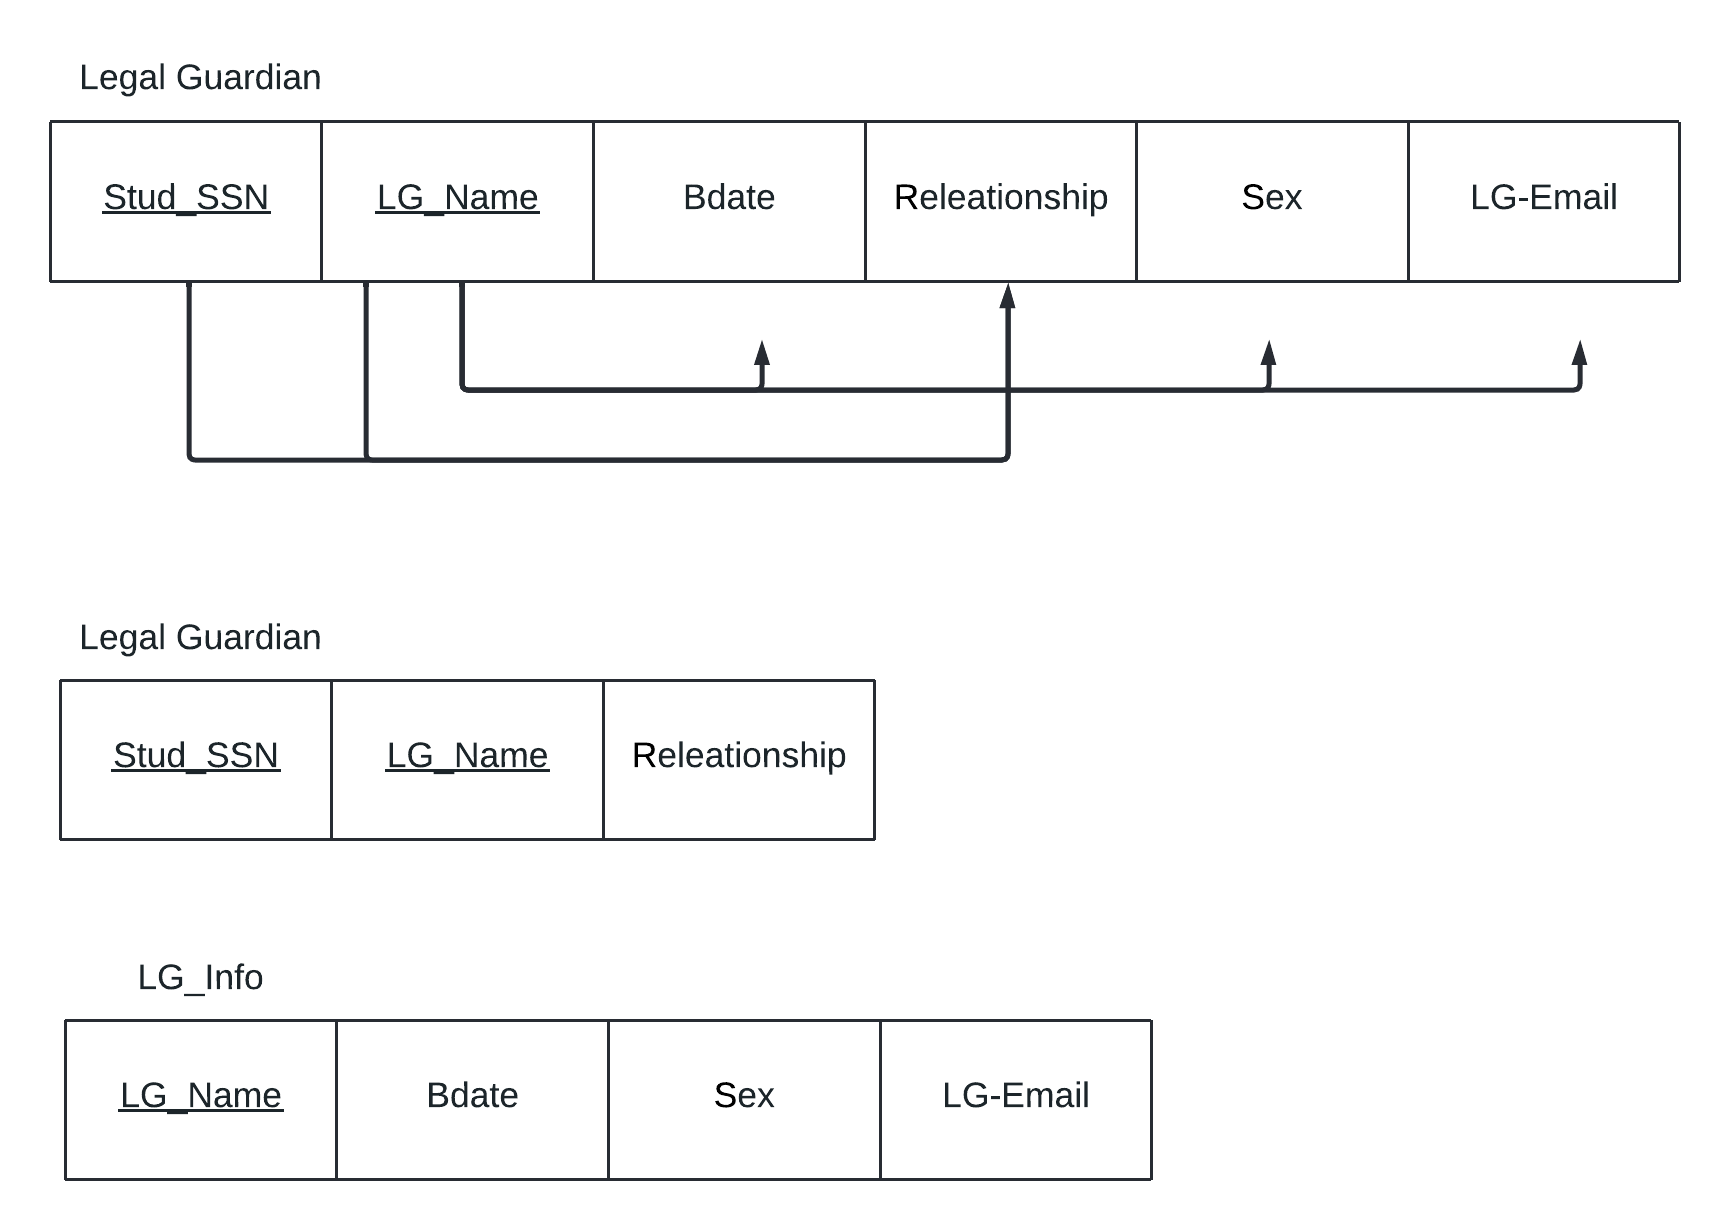 Legal Guardian
Stud_SSN LG_Name Bdate Releationship Sex LG-Email
Legal Guardian
Stud_SSN LG_Name Releationship
LG_Info
LG_Name Bdate Sex LG-Email